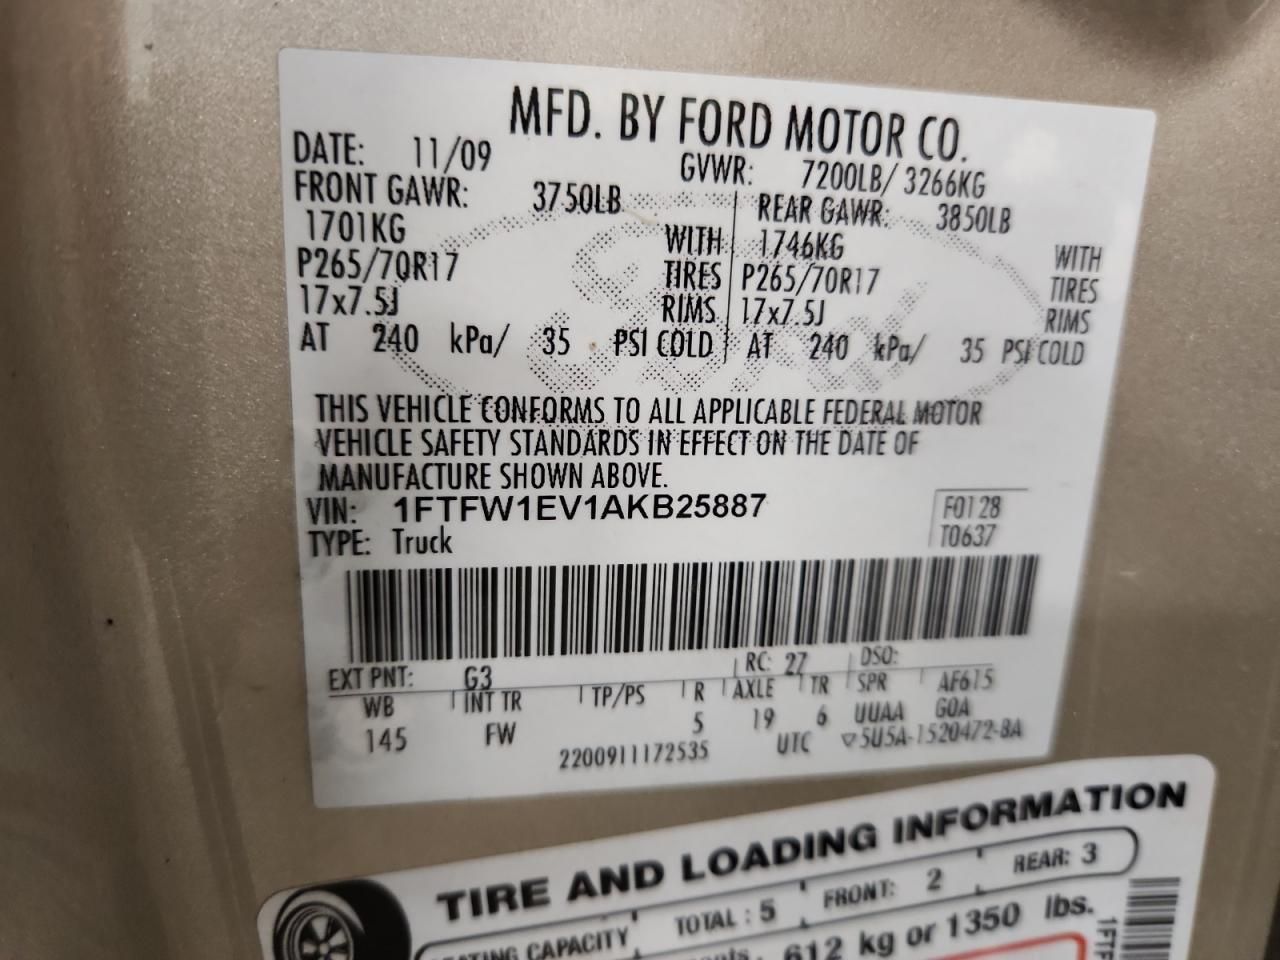 MFD. BY FORD MOTOR CO.
DATE: 11/09 GVWR: 7200LB/ 3266KG
FRONT GAWR: 3750LB REAR GAWR: 3850LB
1701KG WITH 1746KG WITH
P265/70R17 TIRES P265/70R17 TIRES
17x7.5J RIMS 17x7.5J RIMS
AT 240 kPa/ 35 PSI COLD AT 240 kPa/ 35 PSI COLD
THIS VEHICLE CONFORMS TO ALL APPLICABLE FEDERAL MOTOR
VEHICLE SAFETY STANDARDS IN EFFECT ON THE DATE OF
MANUFACTURE SHOWN ABOVE.
VIN: 1FTFW1EV1AKB25887 F0128
TYPE: Truck T0637
EXT PNT: G3 RC: 27 DSO:
WB INT TR TP/PS R AXLE TR SPR AF615
145 FW 5 19 6 UUAA GOA
2200911172535 UTC ▽5U5A-1520472-BA
TIRE AND LOADING INFORMATION
CAPACITY TOTAL : 5 FRONT: 2 REAR: 3
612 kg or 1350 lbs.
1FTF